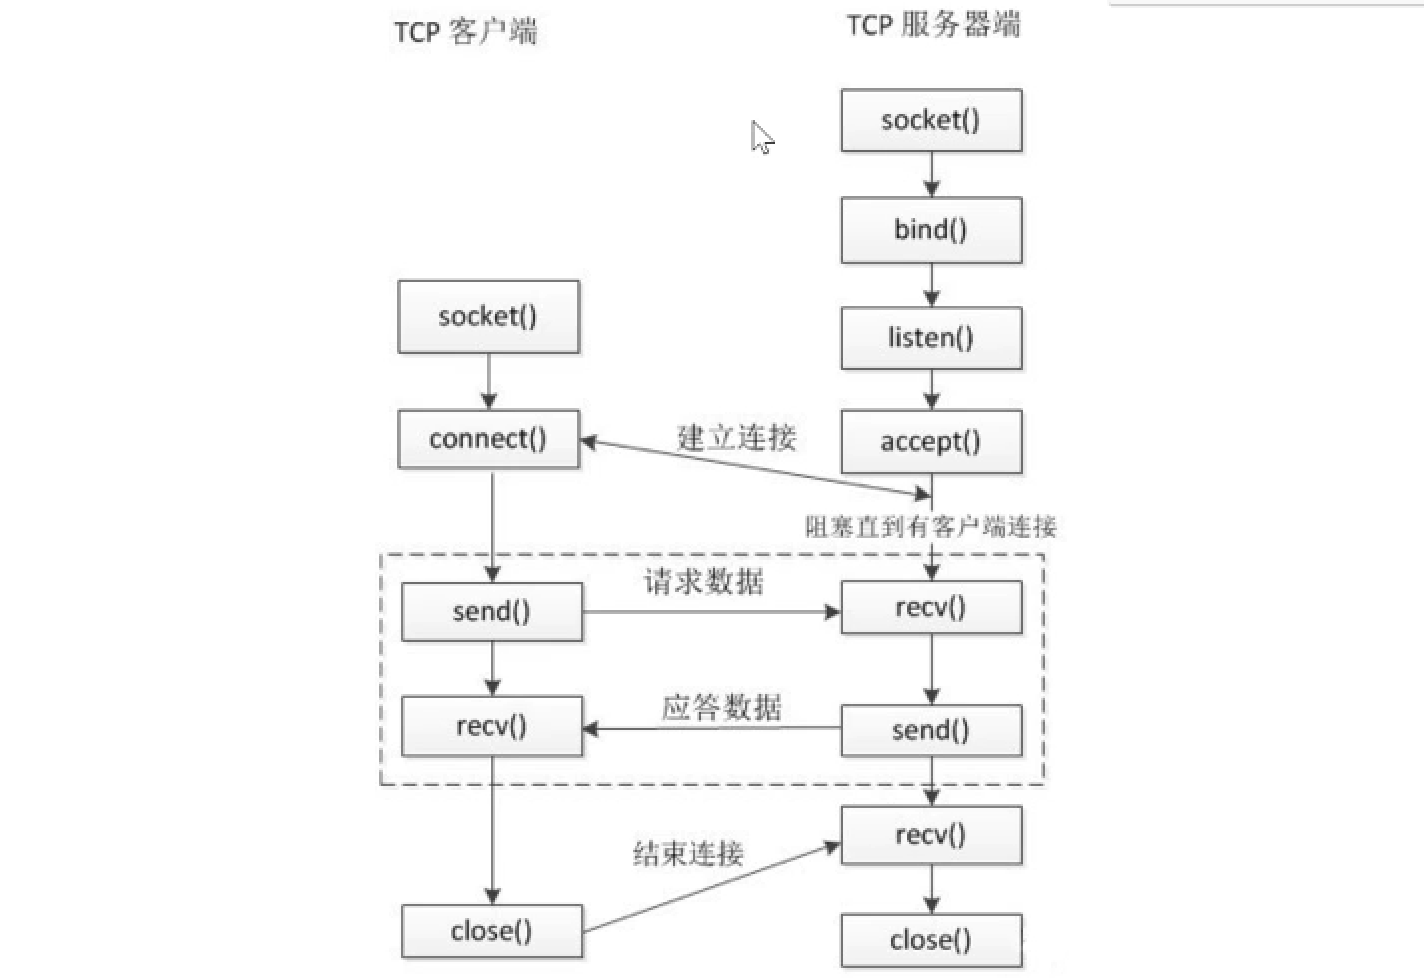 TCP 客户端
TCP 服务器端
socket()
bind()
socket()
listen()
connect()
建立连接
accept()
阻塞直到有客户端连接
send()
请求数据
recv()
recv()
应答数据
send()
结束连接
recv()
close()
close()